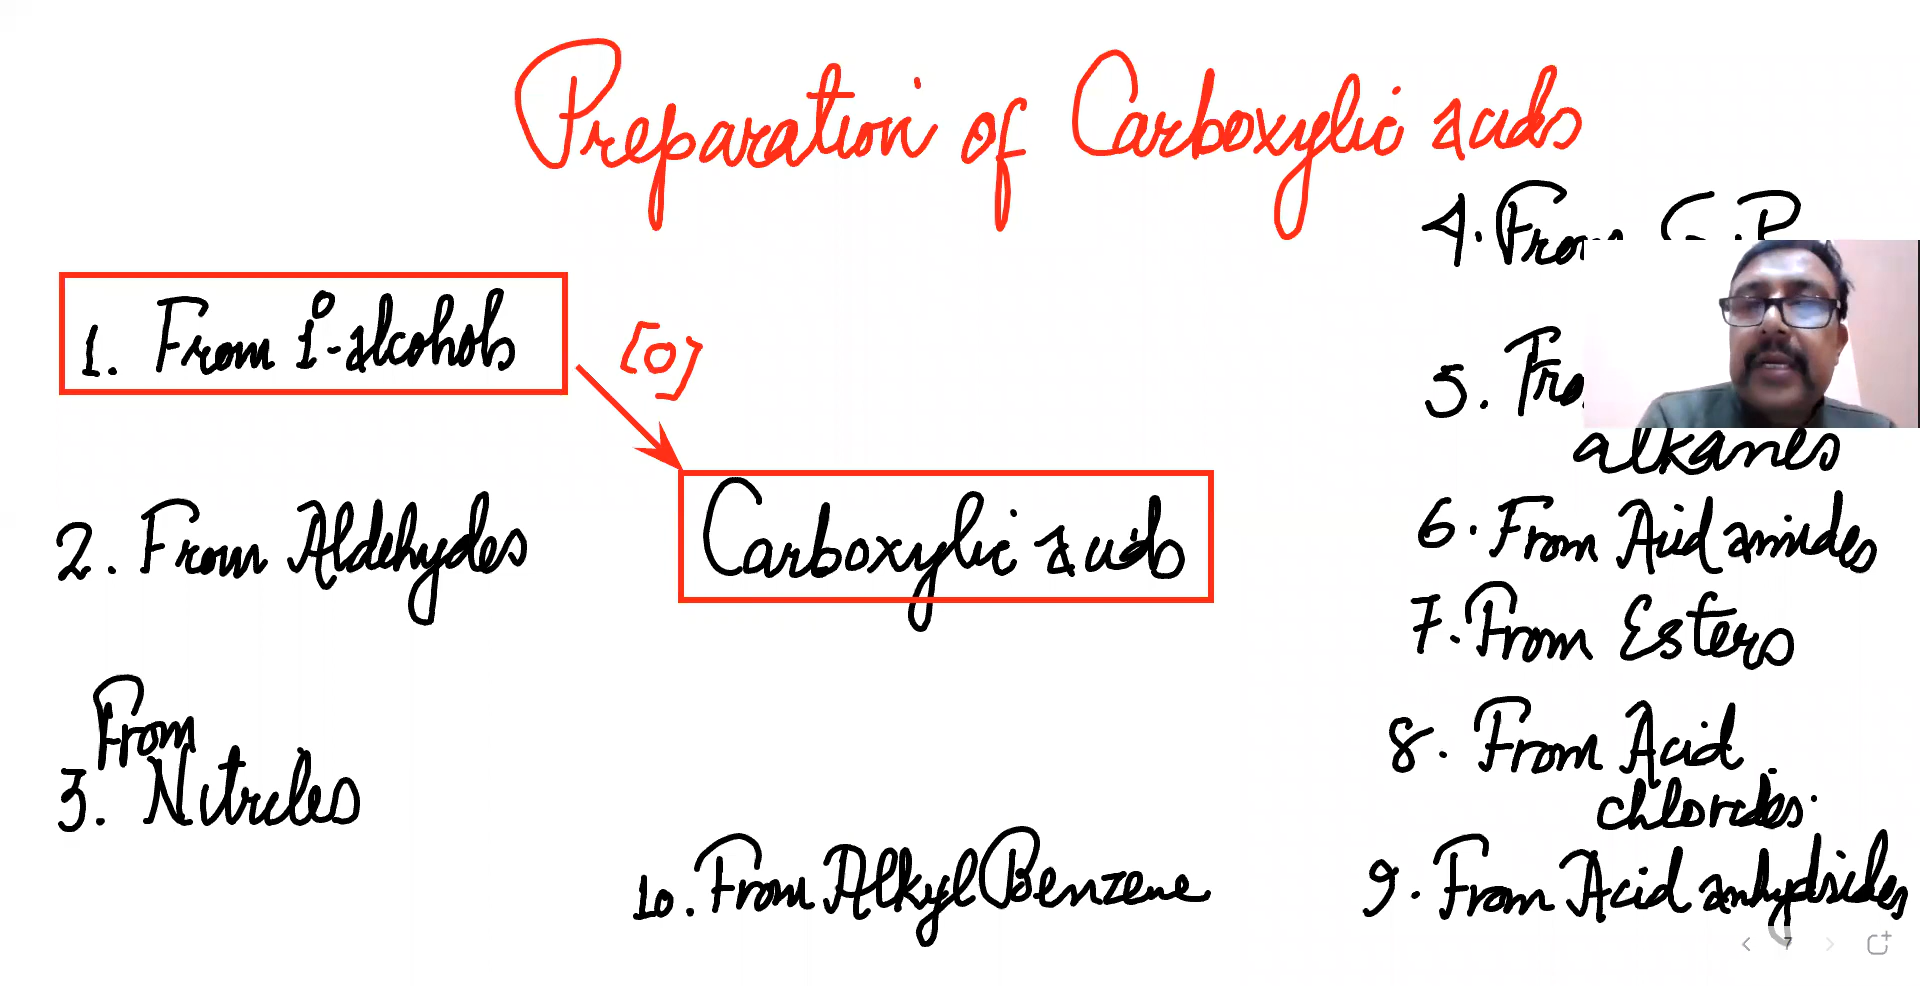 Preparation of Carboxylic acids
1. From 1°-alcohols
[O]
2. From Aldehydes
Carboxylic acids
From
3. Nitriles
4. From G.R
5.
alkanes
6. From Acid amides
7. From Esters
8. From Acid
chlorides.
9. From Acid anhydrides
10. From Alkyl Benzene
7